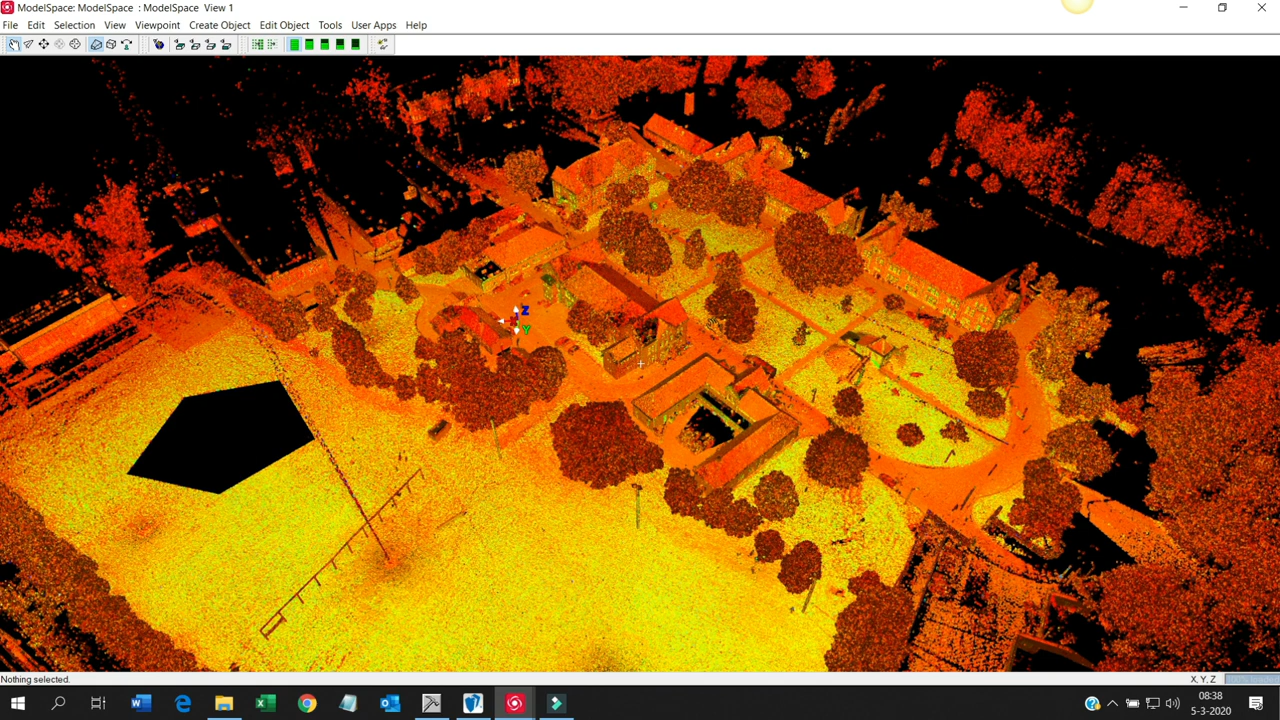 ModelSpace: ModelSpace : ModelSpace View 1
File Edit Selection View Viewpoint Create Object Edit Object Tools User Apps Help
Z
Y
Nothing selected.
X, Y, Z
08:38
5-3-2020